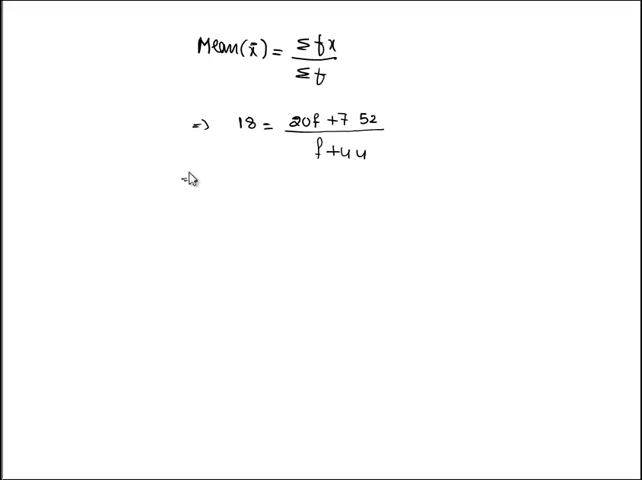 Mean(x̄) = Σfx / Σf
⇒ 18 = 20f + 752 / f + 44
⇒